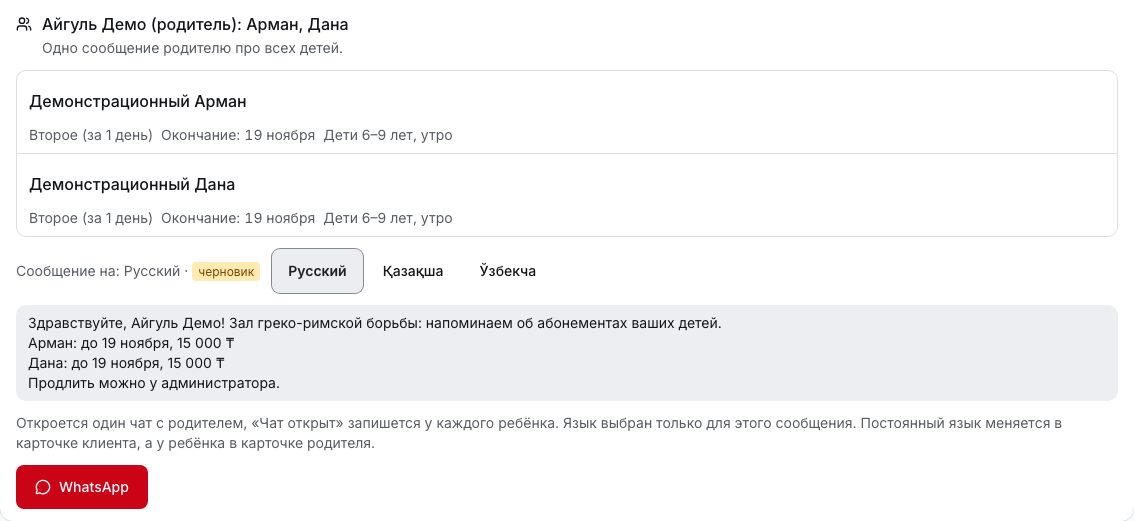 Айгуль Демо (родитель): Арман, Дана
Одно сообщение родителю про всех детей.
Демонстрационный Арман
Второе (за 1 день) Окончание: 19 ноября Дети 6–9 лет, утро
Демонстрационный Дана
Второе (за 1 день) Окончание: 19 ноября Дети 6–9 лет, утро
Сообщение на: Русский · черновик Русский Қазақша Ўзбекча
Здравствуйте, Айгуль Демо! Зал греко-римской борьбы: напоминаем об абонементах ваших детей.
Арман: до 19 ноября, 15 000 ₸
Дана: до 19 ноября, 15 000 ₸
Продлить можно у администратора.
Откроется один чат с родителем, «Чат открыт» запишется у каждого ребёнка. Язык выбран только для этого сообщения. Постоянный язык меняется в
карточке клиента, а у ребёнка в карточке родителя.
WhatsApp